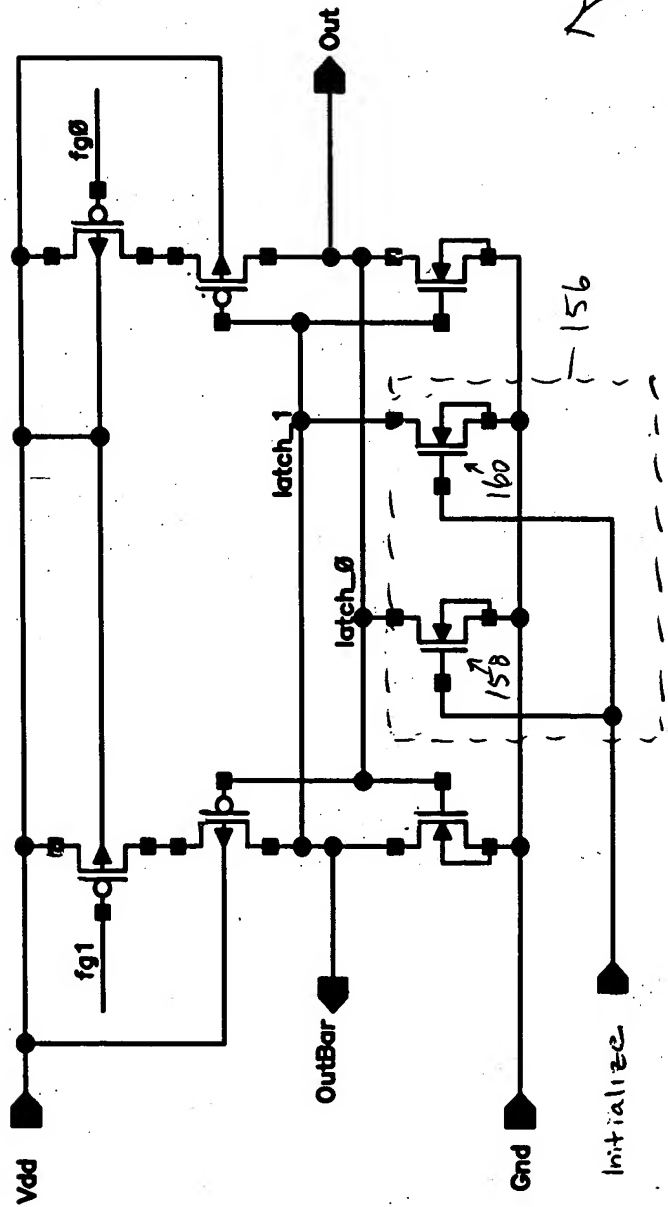 Vdd
fg1
fg0
latch_1
latch_0
OutBar
Out
156
158
160
Gnd
Initialize